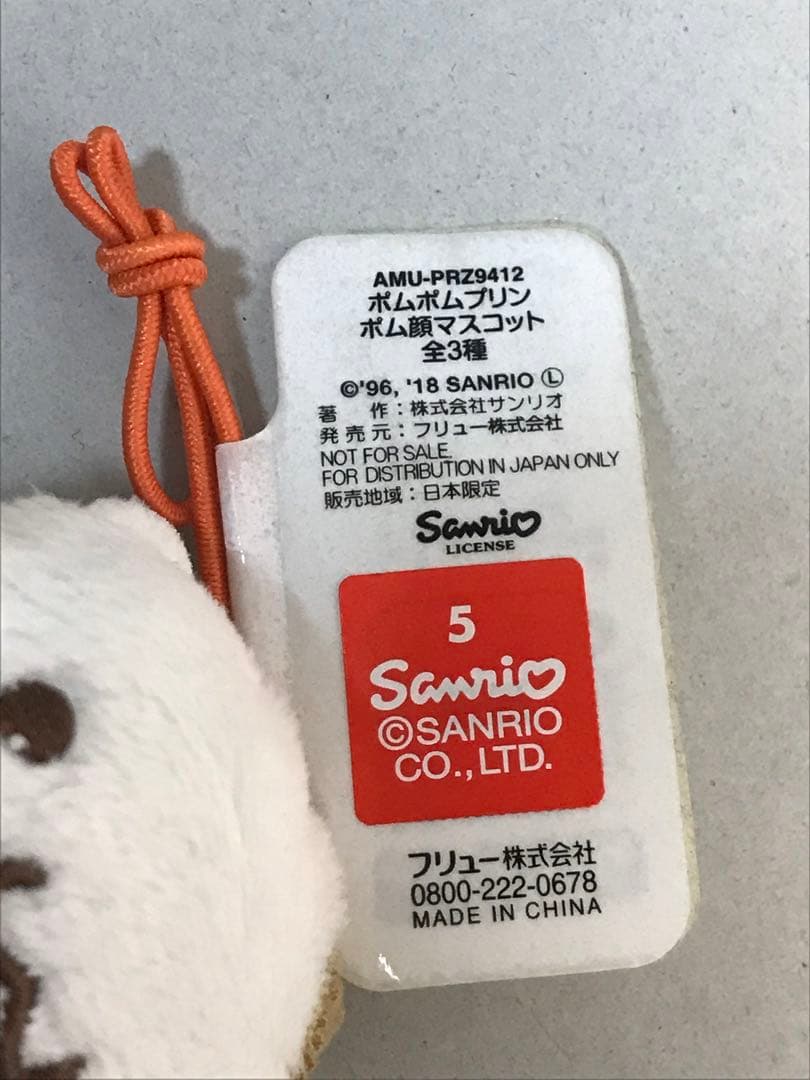 AMU-PRZ9412
ポムポムプリン
ポム顔マスコット
全3種
©'96, '18 SANRIO Ⓛ
著 作：株式会社サンリオ
発売元：フリュー株式会社
NOT FOR SALE.
FOR DISTRIBUTION IN JAPAN ONLY
販売地域：日本限定
Sanrio
LICENSE
5
Sanrio
©SANRIO
CO.,LTD.
フリュー株式会社
0800-222-0678
MADE IN CHINA